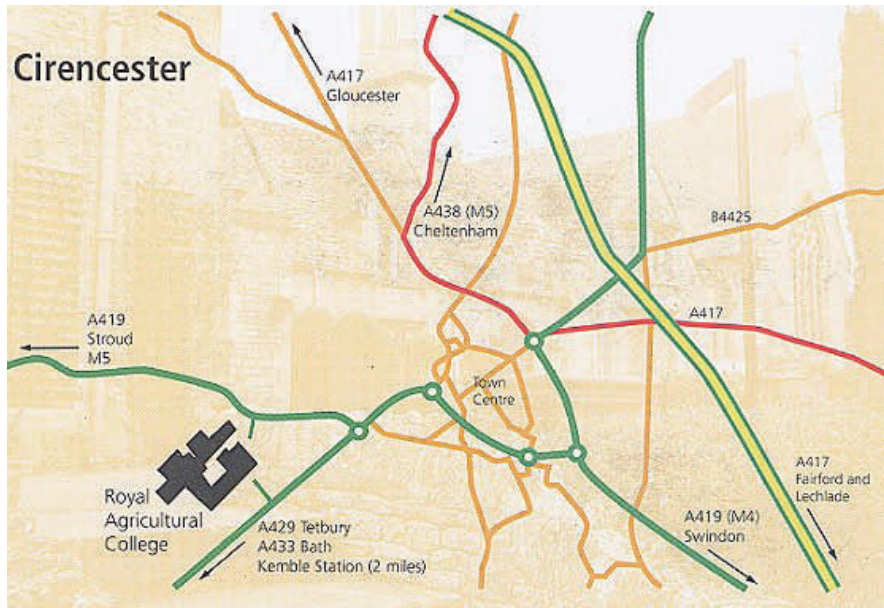 Cirencester
A417
Gloucester
A438 (M5)
Cheltenham
B4425
A417
A419
Stroud
M5
Town
Centre
Royal
Agricultural
College
A429 Tetbury
A433 Bath
Kemble Station (2 miles)
A419 (M4)
Swindon
A417
Fairford and
Lechlade